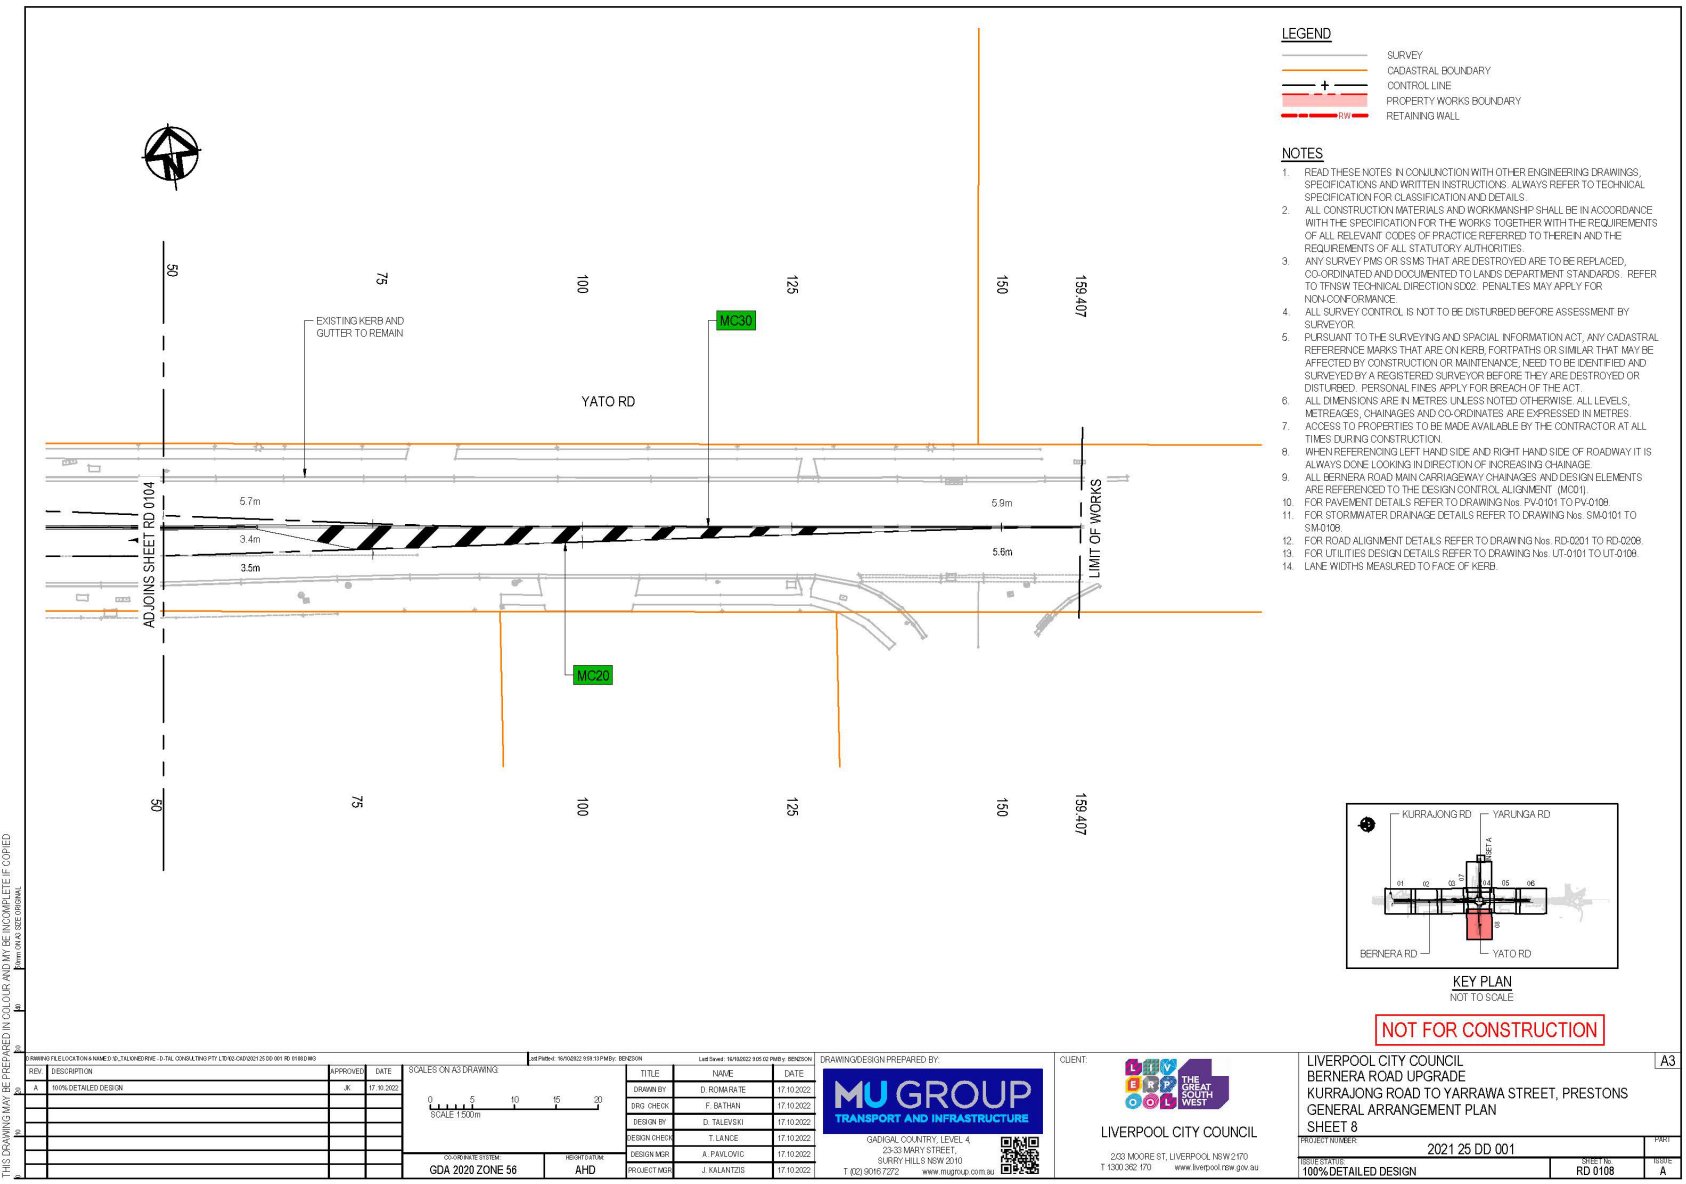 LEGEND
SURVEY
CADASTRAL BOUNDARY
CONTROL LINE
PROPERTY WORKS BOUNDARY
RW
RETAINING WALL
NOTES
1. READ THESE NOTES IN CONJUNCTION WITH OTHER ENGINEERING DRAWINGS,
SPECIFICATIONS AND WRITTEN INSTRUCTIONS. ALWAYS REFER TO TECHNICAL
SPECIFICATION FOR CLASSIFICATION AND DETAILS.
2. ALL CONSTRUCTION MATERIALS AND WORKMANSHIP SHALL BE IN ACCORDANCE
WITH THE SPECIFICATION FOR THE WORKS TOGETHER WITH THE REQUIREMENTS
OF ALL RELEVANT CODES OF PRACTICE REFERRED TO THEREIN AND THE
REQUIREMENTS OF ALL STATUTORY AUTHORITIES.
3. ANY SURVEY PMS OR SSMS THAT ARE DESTROYED ARE TO BE REPLACED,
CO-ORDINATED AND DOCUMENTED TO LANDS DEPARTMENT STANDARDS. REFER
TO TFNSW TECHNICAL DIRECTION SD02. PENALTIES MAY APPLY FOR
NON-CONFORMANCE.
4. ALL SURVEY CONTROL IS NOT TO BE DISTURBED BEFORE ASSESSMENT BY
SURVEYOR.
5. PURSUANT TO THE SURVEYING AND SPACIAL INFORMATION ACT, ANY CADASTRAL
REFERERNCE MARKS THAT ARE ON KERB, FORTPATHS OR SIMILAR THAT MAY BE
AFFECTED BY CONSTRUCTION OR MAINTENANCE, NEED TO BE IDENTIFIED AND
SURVEYED BY A REGISTERED SURVEYOR BEFORE THEY ARE DESTROYED OR
DISTURBED. PERSONAL FINES APPLY FOR BREACH OF THE ACT.
6. ALL DIMENSIONS ARE IN METRES UNLESS NOTED OTHERWISE. ALL LEVELS,
METREAGES, CHAINAGES AND CO-ORDINATES ARE EXPRESSED IN METRES.
7. ACCESS TO PROPERTIES TO BE MADE AVAILABLE BY THE CONTRACTOR AT ALL
TIMES DURING CONSTRUCTION.
8. WHEN REFERENCING LEFT HAND SIDE AND RIGHT HAND SIDE OF ROADWAY IT IS
ALWAYS DONE LOOKING IN DIRECTION OF INCREASING CHAINAGE.
9. ALL BERNERA ROAD MAIN CARRIAGEWAY CHAINAGES AND DESIGN ELEMENTS
ARE REFERENCED TO THE DESIGN CONTROL ALIGNMENT (MC01).
10. FOR PAVEMENT DETAILS REFER TO DRAWING Nos. PV-0101 TO PV-0108.
11. FOR STORMWATER DRAINAGE DETAILS REFER TO DRAWING Nos. SM-0101 TO
SM-0108.
12. FOR ROAD ALIGNMENT DETAILS REFER TO DRAWING Nos. RD-0201 TO RD-0208.
13. FOR UTILITIES DESIGN DETAILS REFER TO DRAWING Nos. UT-0101 TO UT-0108.
14. LANE WIDTHS MEASURED TO FACE OF KERB.
N
50 75 100 125 150 159.407
EXISTING KERB AND
GUTTER TO REMAIN
MC30
YATO RD
ADJOINS SHEET RD 0104
5.7m
3.4m
3.5m
5.9m
5.6m
LIMIT OF WORKS
MC20
50 75 100 125 150 159.407
KURRAJONG RD
YARUNGA RD
INSET A
01 02 03 04 05 06
07
08
BERNERA RD
YATO RD
KEY PLAN
NOT TO SCALE
NOT FOR CONSTRUCTION
THIS DRAWING MAY BE PREPARED IN COLOUR AND MY BE INCOMPLETE IF COPIED
50mm ON A3 SIZE ORIGINAL
REV. DESCRIPTION APPROVED DATE
A 100% DETAILED DESIGN JK 17.10.2022
SCALES ON A3 DRAWING
0 5 10 15 20
SCALE 1:500m
CO-ORDINATE SYSTEM:
GDA 2020 ZONE 56
HEIGHT DATUM:
AHD
TITLE NAME DATE
DRAWN BY D. ROMARATE 17.10.2022
DRG CHECK F. BATHAN 17.10.2022
DESIGN BY D. TALEVSKI 17.10.2022
DESIGN CHECK T. LANCE 17.10.2022
DESIGN MGR A. PAVLOVIC 17.10.2022
PROJECT MGR J. KALANTZIS 17.10.2022
DRAWING/DESIGN PREPARED BY:
MU GROUP
TRANSPORT AND INFRASTRUCTURE
GADIGAL COUNTRY, LEVEL 4,
23-33 MARY STREET,
SURRY HILLS NSW 2010
T (02) 9016 7272 www.mugroup.com.au
CLIENT:
LIVERPOOL
THE
GREAT
SOUTH
WEST
LIVERPOOL CITY COUNCIL
2/33 MOORE ST, LIVERPOOL NSW 2170
T 1300 362 170 www.liverpool.nsw.gov.au
LIVERPOOL CITY COUNCIL
BERNERA ROAD UPGRADE
KURRAJONG ROAD TO YARRAWA STREET, PRESTONS
GENERAL ARRANGEMENT PLAN
SHEET 8
A3
PROJECT NUMBER:
2021 25 DD 001
PART
ISSUE STATUS:
100% DETAILED DESIGN
SHEET No.
RD 0108
ISSUE
A